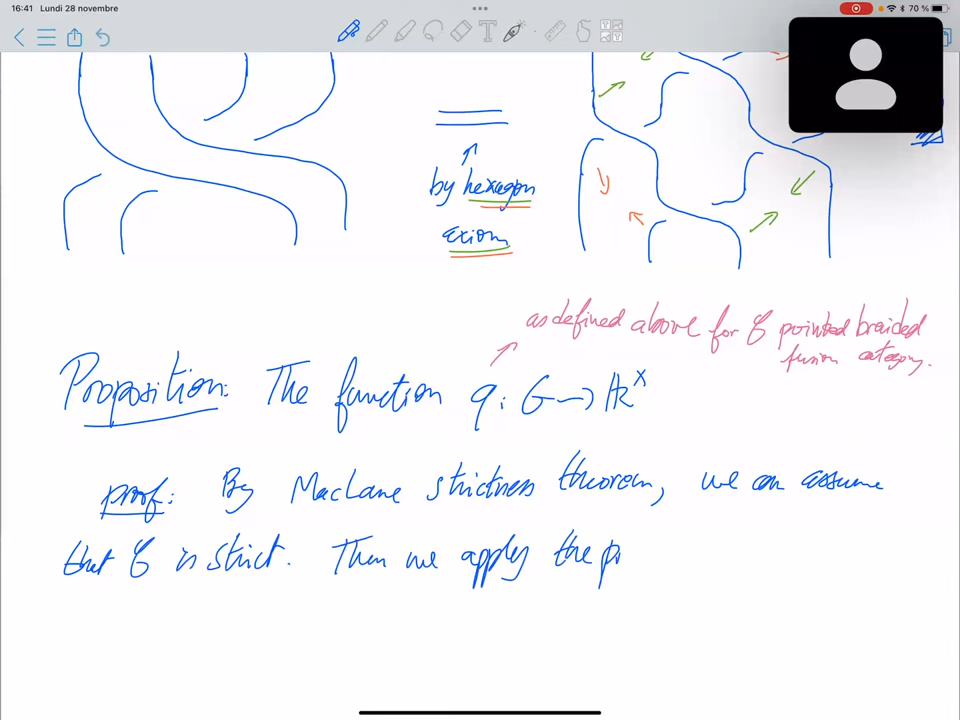 16:41 Lundi 28 novembre
70 %
by hexagon
axiom
as defined above for C pointed braided
fusion category.
Proposition: The function q: G → 𝕜^×
proof: By MacLane strictness theorem, we can assume
that C is strict. Then we apply the p